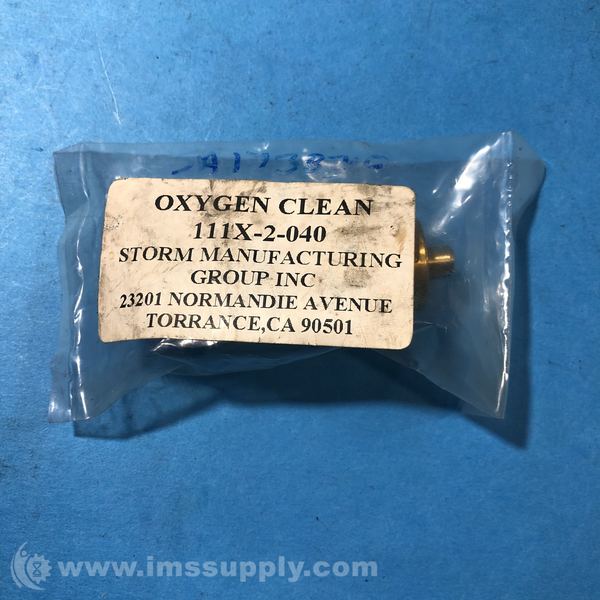 OXYGEN CLEAN
111X-2-040
STORM MANUFACTURING
GROUP INC
23201 NORMANDIE AVENUE
TORRANCE,CA 90501
www.imssupply.com